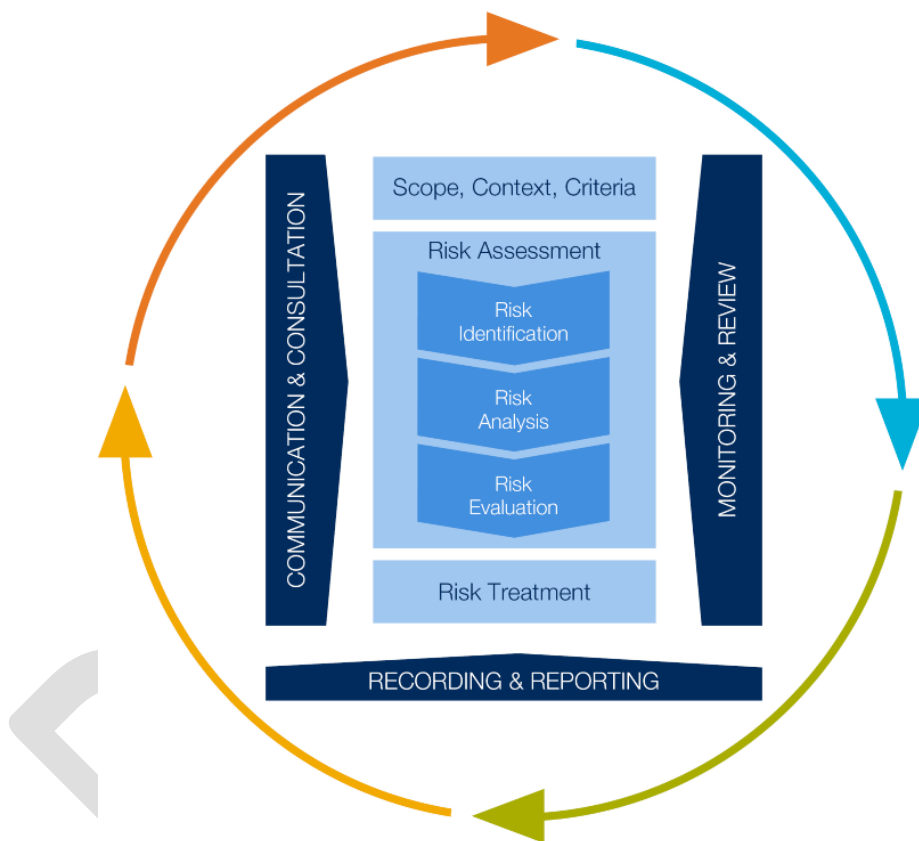 Scope, Context, Criteria
Risk Assessment
Risk
Identification
Risk
Analysis
Risk
Evaluation
Risk Treatment
COMMUNICATION & CONSULTATION
MONITORING & REVIEW
RECORDING & REPORTING